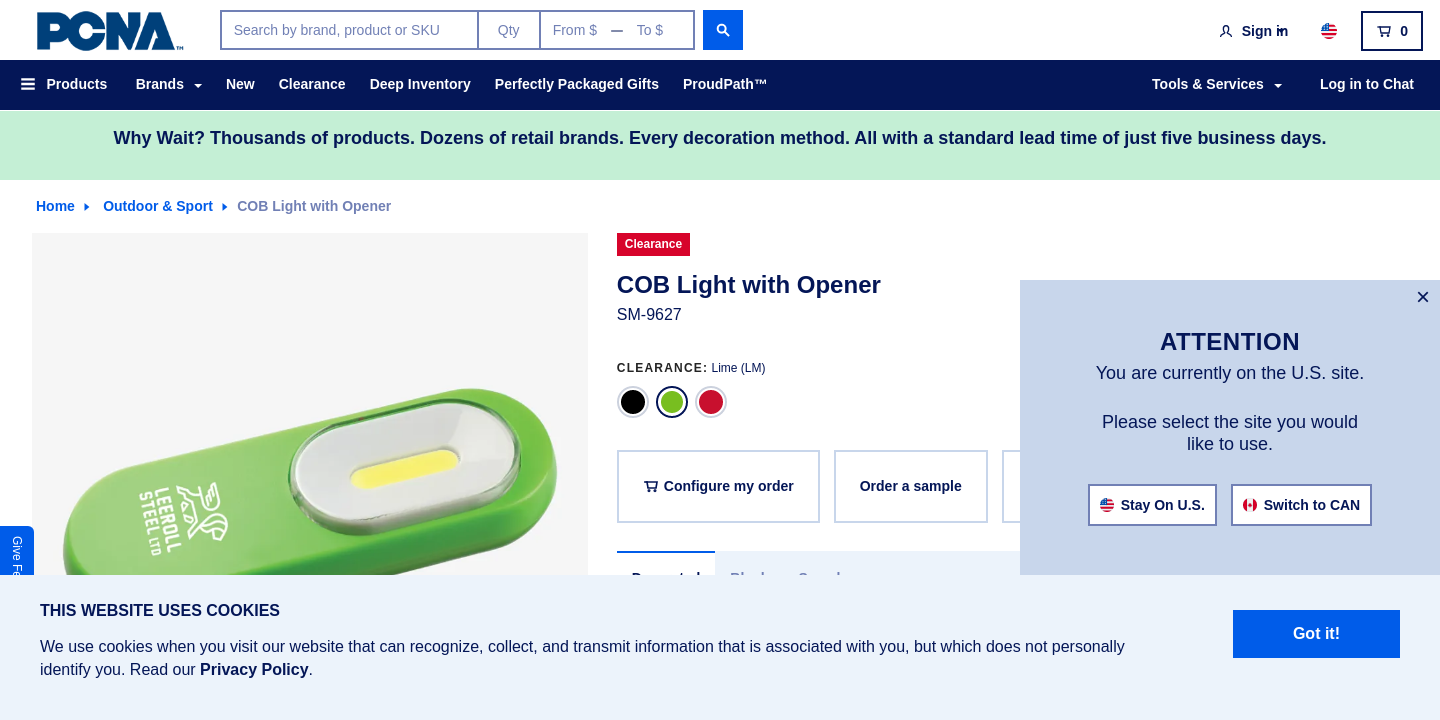 PCNA™
Search by brand, product or SKU
Qty
From $ — To $
Sign in
0
Products
Brands
New
Clearance
Deep Inventory
Perfectly Packaged Gifts
ProudPath™
Tools & Services
Log in to Chat
Why Wait? Thousands of products. Dozens of retail brands. Every decoration method. All with a standard lead time of just five business days.
Home
Outdoor & Sport
COB Light with Opener
LEEROLL
STEEL LTD
Clearance
COB Light with Opener
SM-9627
CLEARANCE: Lime (LM)
Configure my order
Order a sample
ATTENTION
You are currently on the U.S. site.
Please select the site you would
like to use.
Stay On U.S.
Switch to CAN
Give
THIS WEBSITE USES COOKIES
We use cookies when you visit our website that can recognize, collect, and transmit information that is associated with you, but which does not personally
identify you. Read our Privacy Policy.
Got it!